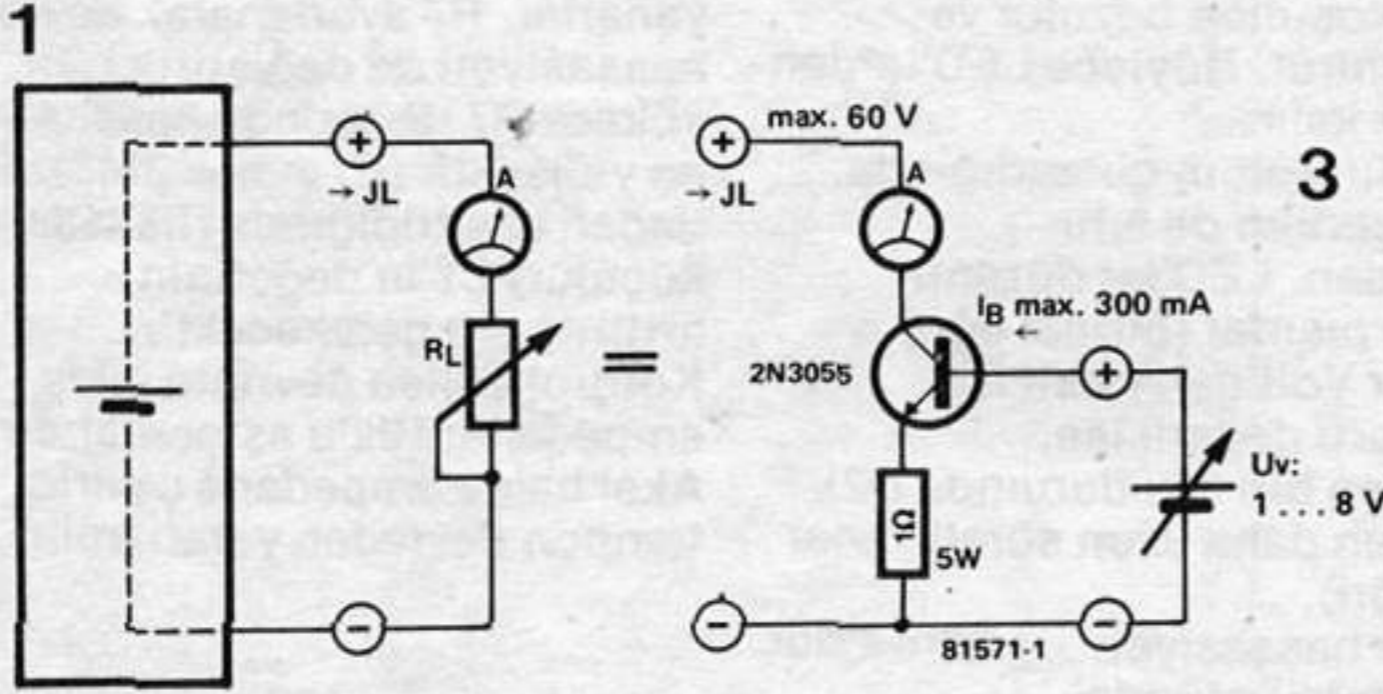 1
+
→ JL
A
RL
−
=
3
max. 60 V
+
→ JL
A
IB max. 300 mA
←
2N3055
+
Uv:
1 . . . 8 V
1Ω
5W
−
−
81571-1